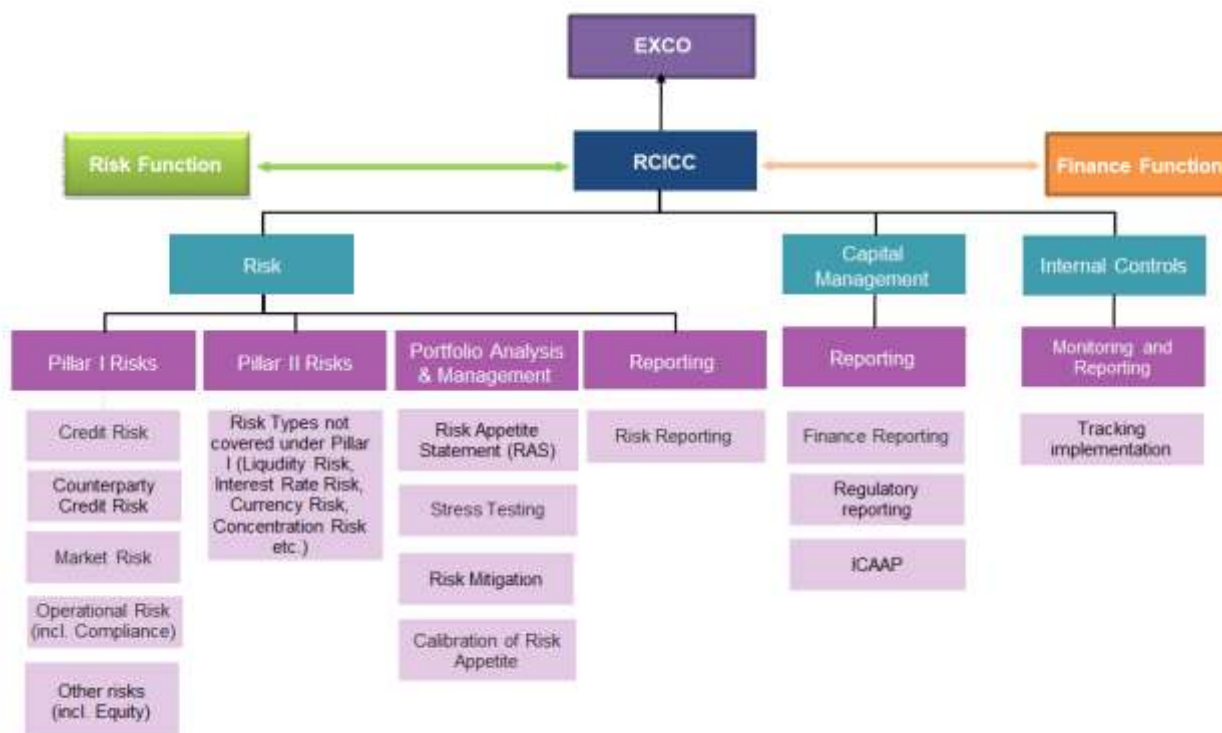 EXCO
Risk Function
RCICC
Finance Function
Risk
Capital
Management
Internal Controls
Pillar I Risks
Pillar II Risks
Portfolio Analysis
& Management
Reporting
Reporting
Monitoring and
Reporting
Credit Risk
Counterparty
Credit Risk
Market Risk
Operational Risk
(incl. Compliance)
Other risks
(incl. Equity)
Risk Types not
covered under Pillar
I (Liqudiity Risk,
Interest Rate Risk,
Currency Risk,
Concentration Risk
etc.)
Risk Appetite
Statement (RAS)
Stress Testing
Risk Mitigation
Calibration of Risk
Appetite
Risk Reporting
Finance Reporting
Regulatory
reporting
ICAAP
Tracking
implementation